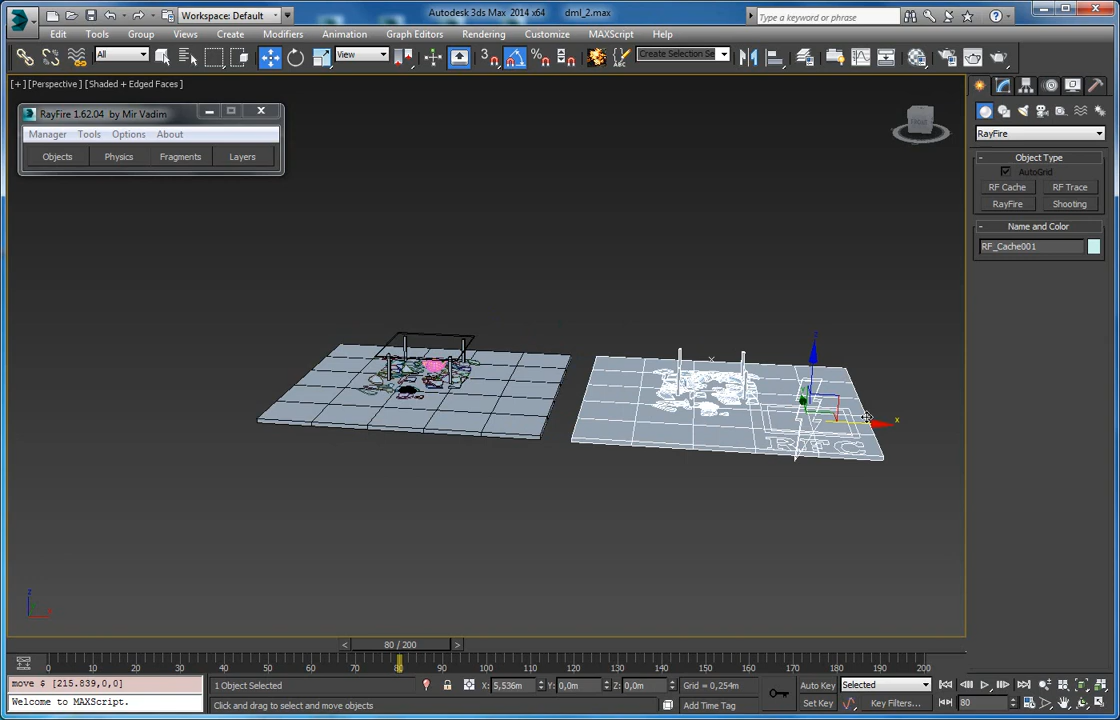 Workspace: Default
Autodesk 3ds Max 2014 x64 dml_2.max
Type a keyword or phrase
Edit Tools Group Views Create Modifiers Animation Graph Editors Rendering Customize MAXScript Help
All
View
Create Selection Se
[+] [Perspective] [Shaded + Edged Faces]
RayFire 1.62.04 by Mir Vadim
Manager Tools Options About
Objects Physics Fragments Layers
FRONT
RayFire
- Object Type
AutoGrid
RF Cache RF Trace
RayFire Shooting
- Name and Color
RF_Cache001
z
x
RFC
z
< 80 / 200 >
0 10 20 30 40 50 60 70 80 90 100 110 120 130 140 150 160 170 180 190 200
move $ [215.839,0,0]
Welcome to MAXScript.
1 Object Selected
Click and drag to select and move objects
X: 5,536m Y: 0,0m Z: 0,0m Grid = 0,254m
Add Time Tag
Auto Key Selected
Set Key Key Filters...
80